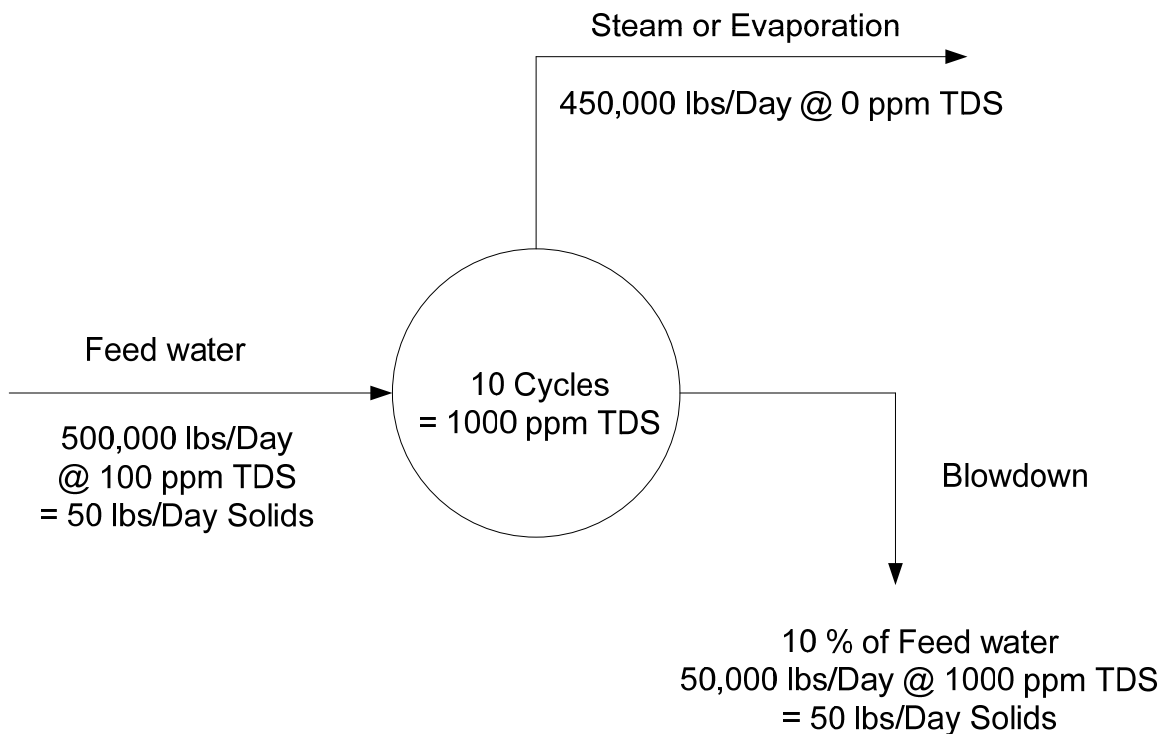 Steam or Evaporation
450,000 lbs/Day @ 0 ppm TDS
Feed water
500,000 lbs/Day
@ 100 ppm TDS
= 50 lbs/Day Solids
10 Cycles
= 1000 ppm TDS
Blowdown
10 % of Feed water
50,000 lbs/Day @ 1000 ppm TDS
= 50 lbs/Day Solids